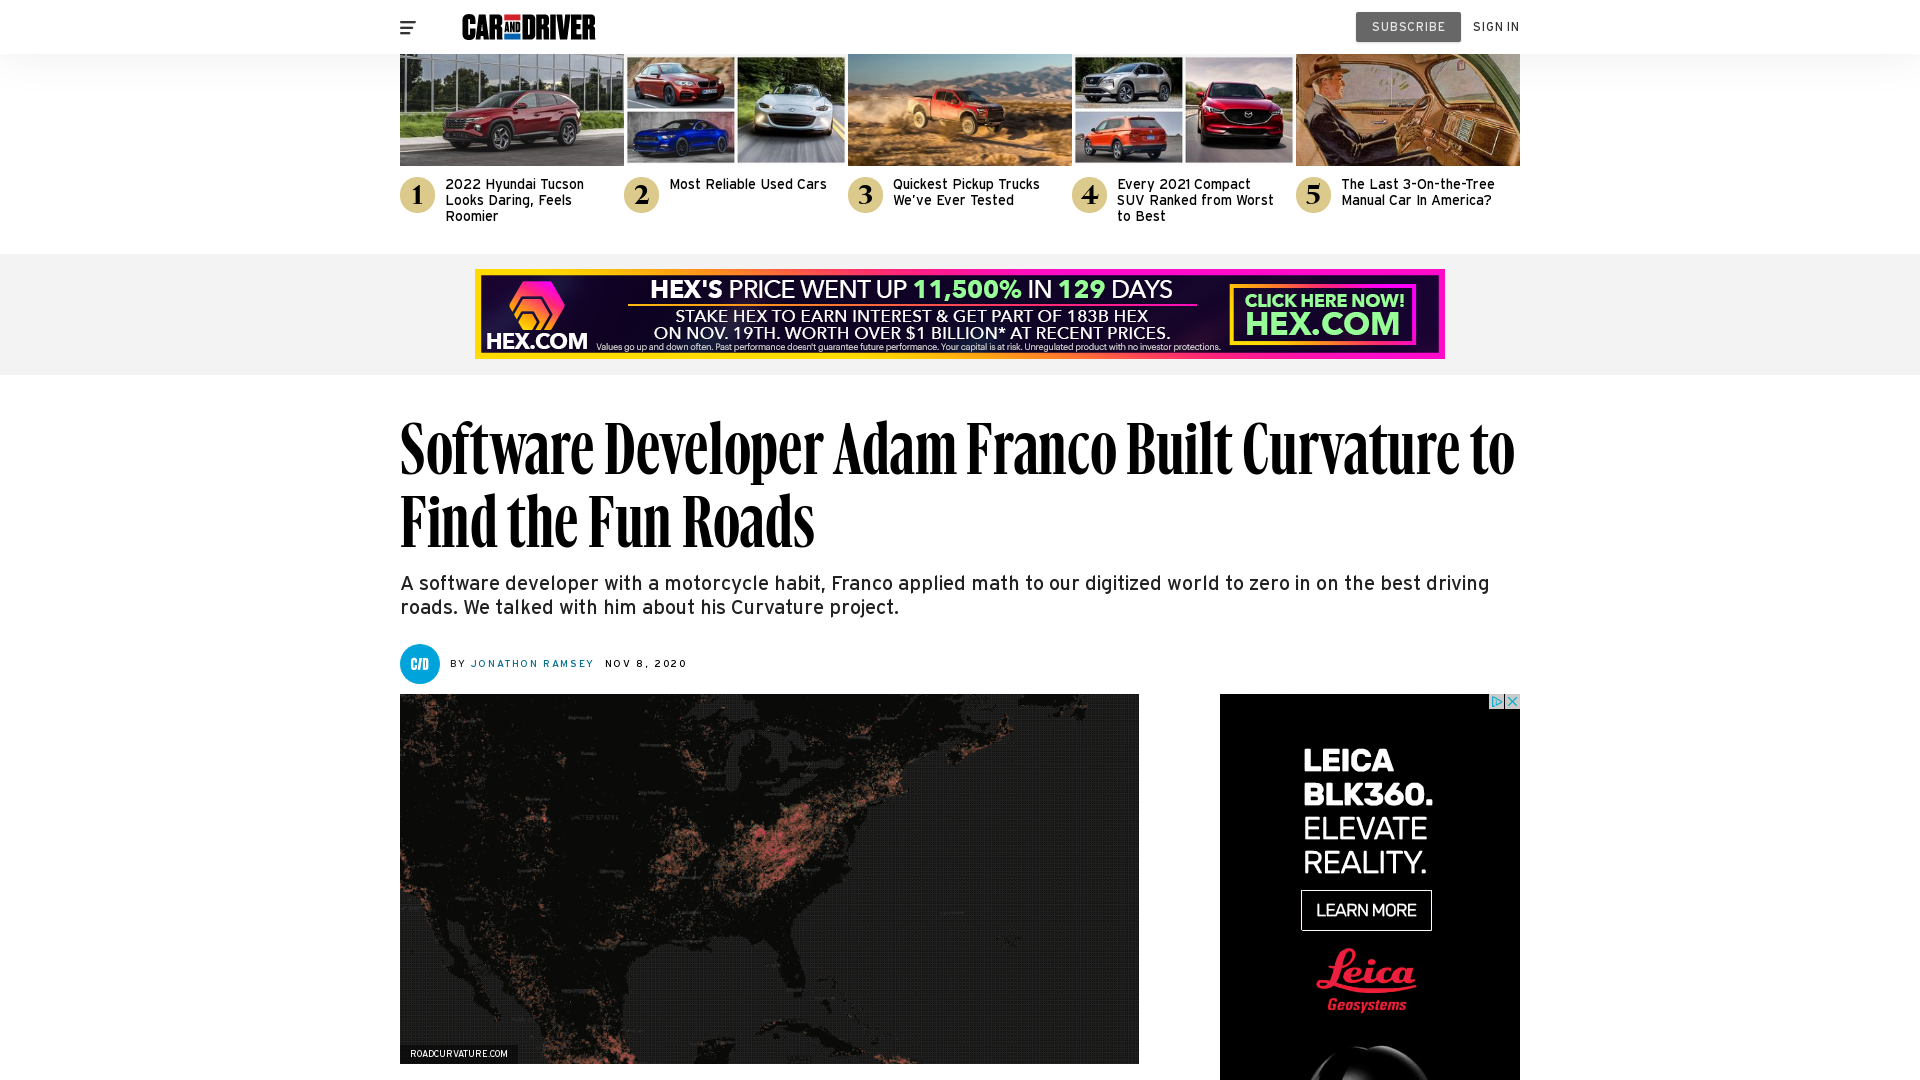 CAR AND DRIVER
SUBSCRIBE
SIGN IN
1
2022 Hyundai Tucson
Looks Daring, Feels
Roomier
2
Most Reliable Used Cars
3
Quickest Pickup Trucks
We've Ever Tested
4
Every 2021 Compact
SUV Ranked from Worst
to Best
5
The Last 3-On-the-Tree
Manual Car In America?
HEX.COM
HEX'S PRICE WENT UP 11,500% IN 129 DAYS
STAKE HEX TO EARN INTEREST & GET PART OF 183B HEX
ON NOV. 19TH. WORTH OVER $1 BILLION* AT RECENT PRICES.
Values go up and down often. Past performance doesn't guarantee future performance. Your capital is at risk. Unregulated product with no investor protections.
CLICK HERE NOW!
HEX.COM
Software Developer Adam Franco Built Curvature to
Find the Fun Roads
A software developer with a motorcycle habit, Franco applied math to our digitized world to zero in on the best driving
roads. We talked with him about his Curvature project.
C/D
BY JONATHON RAMSEY NOV 8, 2020
UNITED STATES
ROADCURVATURE.COM
LEICA
BLK360.
ELEVATE
REALITY.
LEARN MORE
Leica
Geosystems